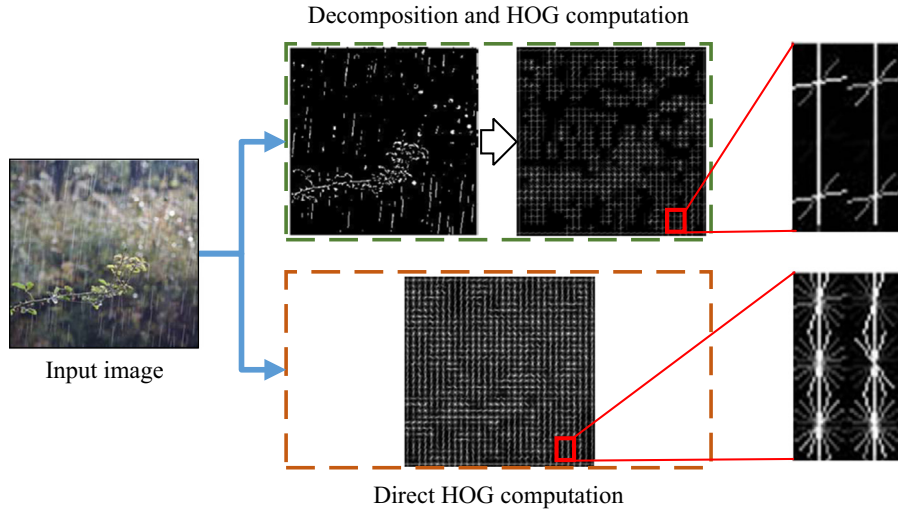 Decomposition and HOG computation
Input image
Direct HOG computation